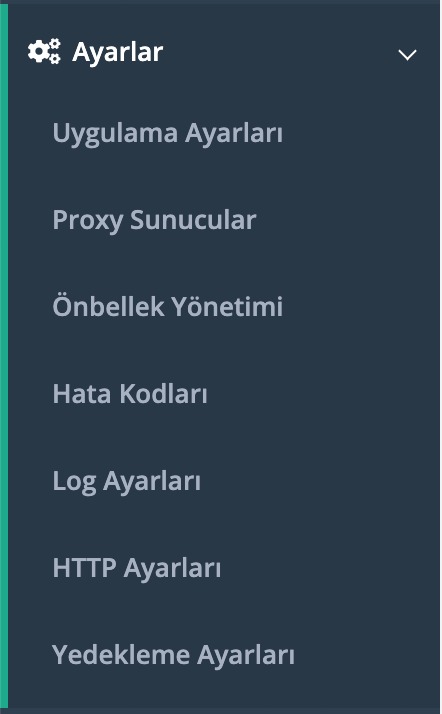 Ayarlar
Uygulama Ayarları
Proxy Sunucular
Önbellek Yönetimi
Hata Kodları
Log Ayarları
HTTP Ayarları
Yedekleme Ayarları